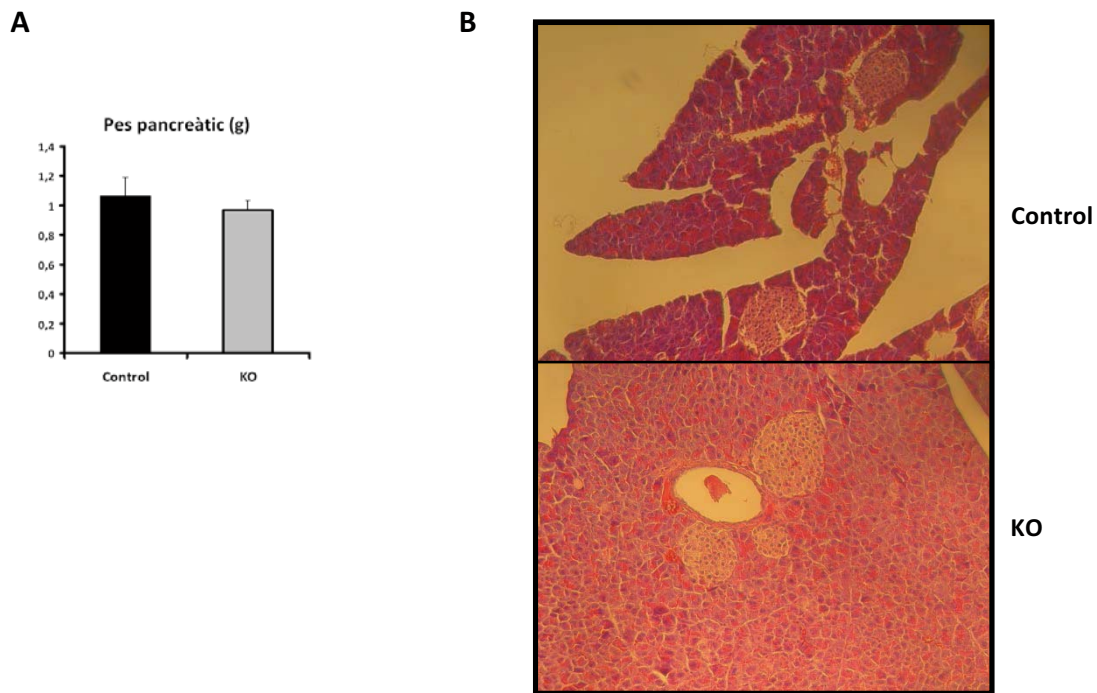 A
B
Pes pancreàtic (g)
1,4
1,2
1
0,8
0,6
0,4
0,2
0
Control
KO
Control
KO